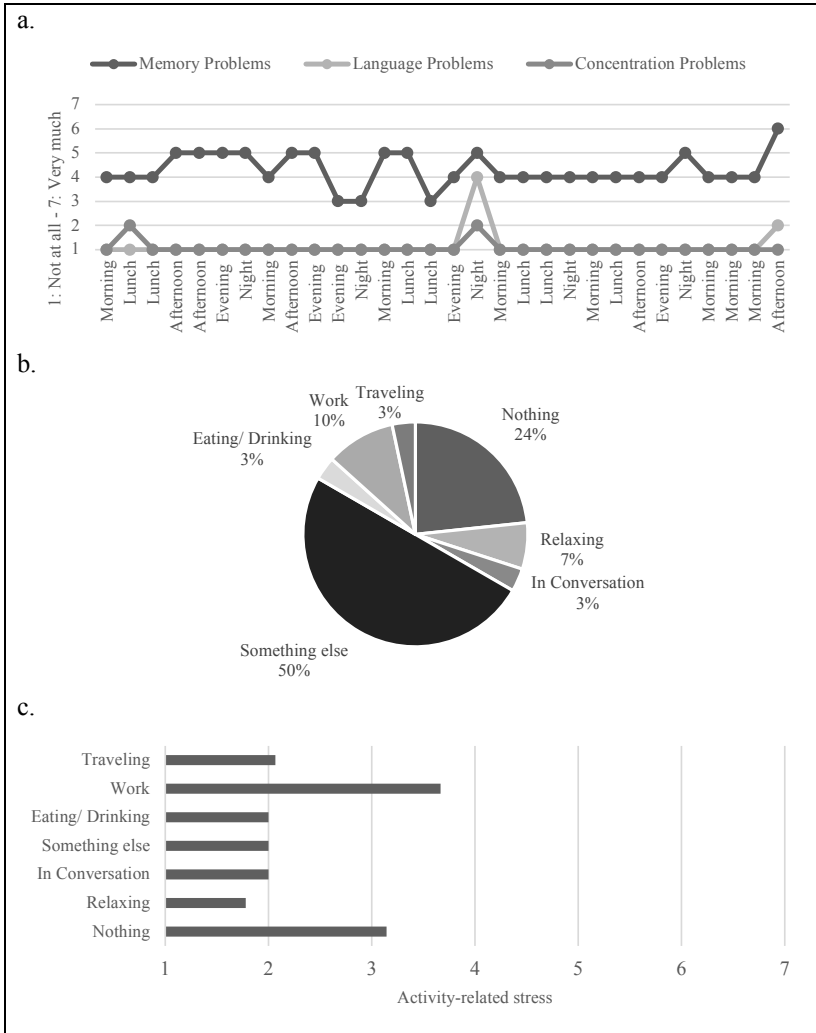 a.
Memory Problems Language Problems Concentration Problems
1: Not at all - 7: Very much
7
6
5
4
3
2
1
Morning
Lunch
Lunch
Afternoon
Afternoon
Evening
Night
Morning
Afternoon
Evening
Evening
Night
Morning
Lunch
Lunch
Evening
Night
Morning
Lunch
Lunch
Night
Morning
Lunch
Afternoon
Evening
Night
Morning
Morning
Morning
Afternoon
b.
Traveling
3%
Work
10%
Nothing
24%
Eating/ Drinking
3%
Relaxing
7%
In Conversation
3%
Something else
50%
c.
Traveling
Work
Eating/ Drinking
Something else
In Conversation
Relaxing
Nothing
1 2 3 4 5 6 7
Activity-related stress